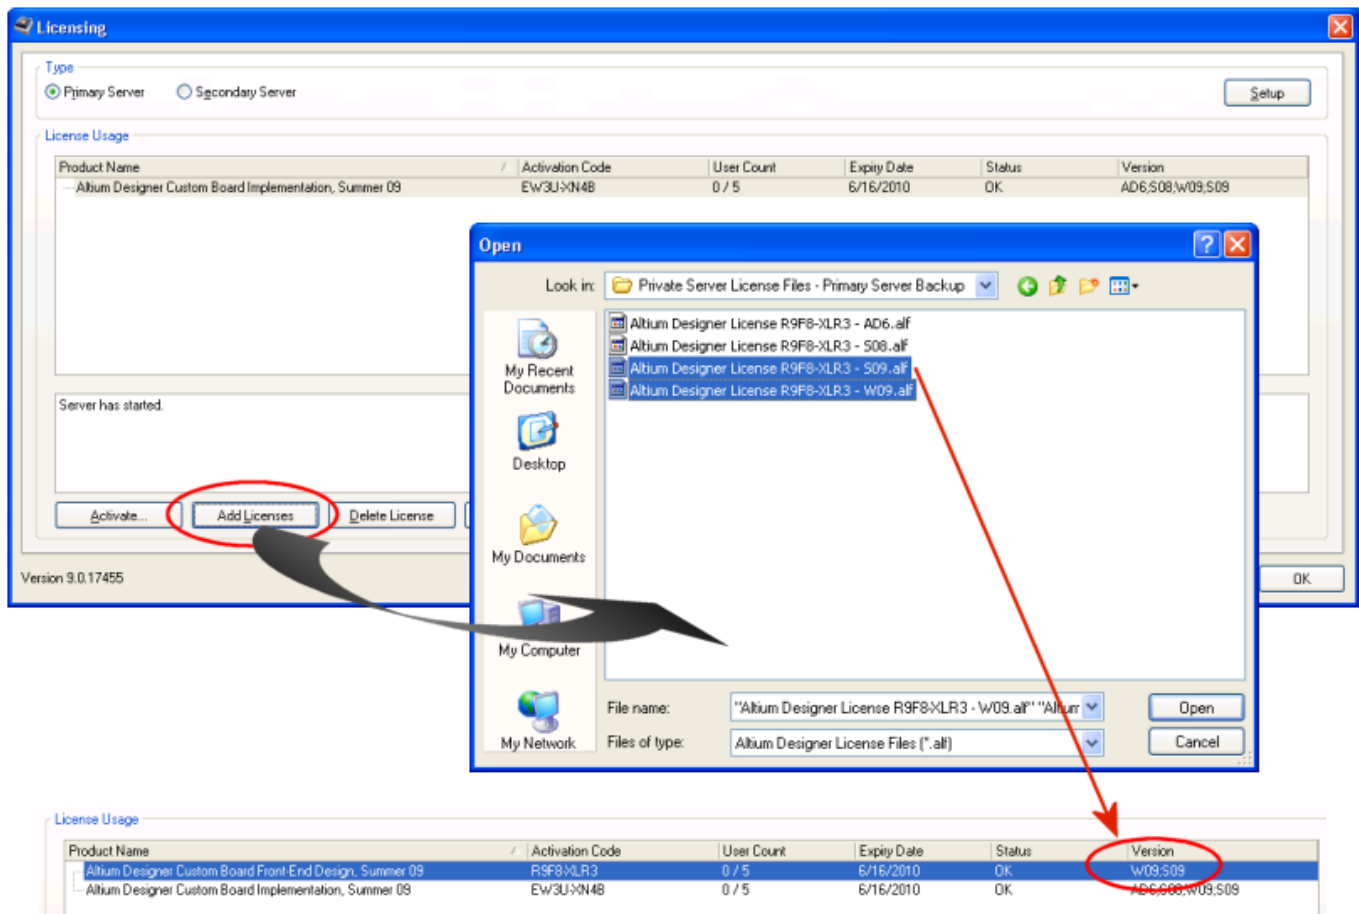 Licensing
Type
Primary Server Secondary Server Setup
License Usage
Product Name Activation Code User Count Expiry Date Status Version
Altium Designer Custom Board Implementation, Summer 09 EW3U-XN4B 0 / 5 6/16/2010 OK AD6;S08;W09;S09
Open
Look in: Private Server License Files - Primary Server Backup
Altium Designer License R9F8-XLR3 - AD6.alf
Altium Designer License R9F8-XLR3 - S08.alf
Altium Designer License R9F8-XLR3 - S09.alf
Altium Designer License R9F8-XLR3 - W09.alf
My Recent
Documents
Desktop
My Documents
My Computer
My Network
Server has started.
Activate... Add Licenses Delete License
Version 9.0.17455 OK
File name: "Altium Designer License R9F8-XLR3 - W09.alf" "Altium Open
Files of type: Altium Designer License Files (*.alf) Cancel
License Usage
Product Name Activation Code User Count Expiry Date Status Version
Altium Designer Custom Board Front-End Design, Summer 09 R9F8-XLR3 0 / 5 6/16/2010 OK W09;S09
Altium Designer Custom Board Implementation, Summer 09 EW3U-XN4B 0 / 5 6/16/2010 OK AD6;S08;W09;S09